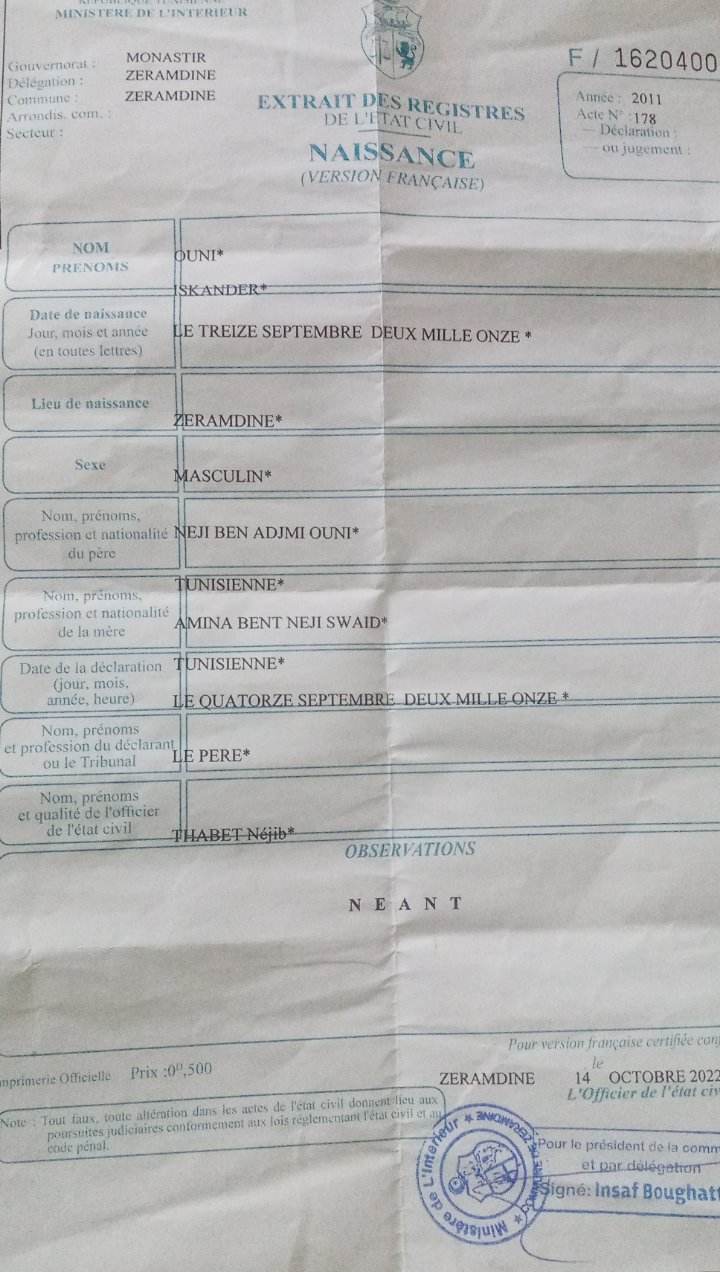 MINISTERE DE L'INTERIEUR
Gouvernorat : MONASTIR
Délégation : ZERAMDINE
Commune : ZERAMDINE
Arrondis. com. :
Secteur :
F / 1620400
Année : 2011
Acte N° :178
— Déclaration :
— ou jugement :
EXTRAIT DES REGISTRES
DE L'ETAT CIVIL
NAISSANCE
(VERSION FRANÇAISE)
NOM
PRENOMS
OUNI*
ISKANDER*
Date de naissance
Jour, mois et année
(en toutes lettres)
LE TREIZE SEPTEMBRE DEUX MILLE ONZE *
Lieu de naissance
ZERAMDINE*
Sexe
MASCULIN*
Nom, prénoms,
profession et nationalité
du père
NEJI BEN ADJMI OUNI*
TUNISIENNE*
Nom, prénoms,
profession et nationalité
de la mère
AMINA BENT NEJI SWAID*
TUNISIENNE*
Date de la déclaration
(jour, mois,
année, heure)
LE QUATORZE SEPTEMBRE DEUX MILLE ONZE *
Nom, prénoms
et profession du déclarant
ou le Tribunal
LE PERE*
Nom, prénoms
et qualité de l'officier
de l'état civil
THABET Néjib*
OBSERVATIONS
N E A N T
Pour version française certifiée
le
ZERAMDINE 14 OCTOBRE 2022
L'Officier de l'état
Officielle Prix :0ᴰ,500
Note : Tout faux, toute altération dans les actes de l'état civil donnent lieu aux
poursuites judiciaires conformement aux lois réglementant l'état civil et au
code pénal.
Ministère de L'intérieur ★ COMMUNE DE ZERAMDINE ★
Pour le président de la
et par délégation
Signé: Insaf